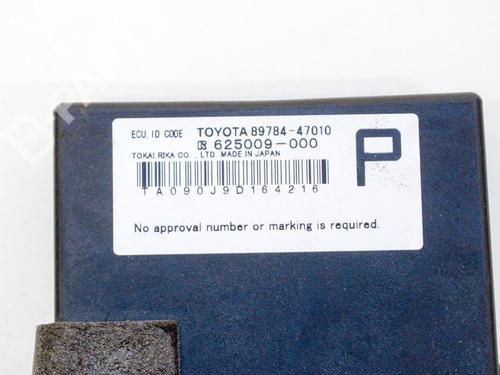 ECU. ID CODE TOYOTA 89784-47010
625009-000
TOKAI RIKA CO., LTD. MADE IN JAPAN
P
TA090J9D164216
No approval number or marking is required.